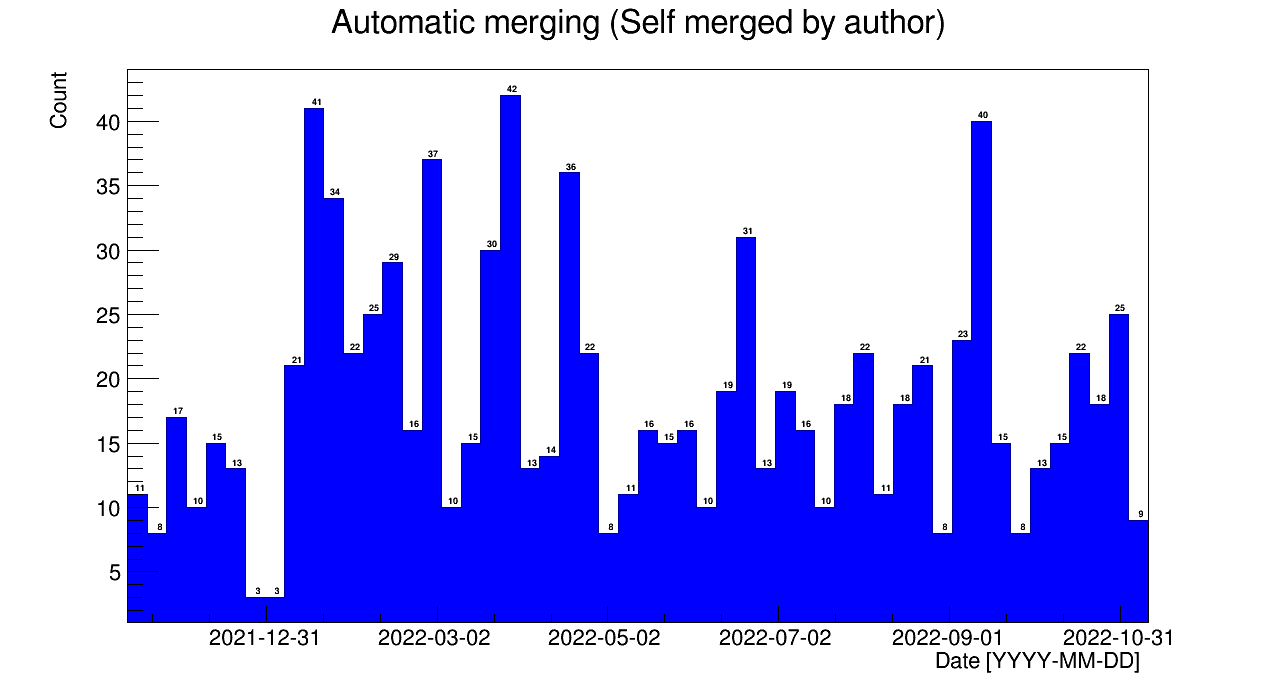 Automatic merging (Self merged by author)
Count
40
35
30
25
20
15
10
5
11 8 17 10 15 13 3 3 21 41 34 22 25 29 16 37 10 15 30 42 13 14 36 22 8 11 16 15 16 10 19 31 13 19 16 10 18 22 11 18 21 8 23 40 15 8 13 15 22 18 25 9
2021-12-31 2022-03-02 2022-05-02 2022-07-02 2022-09-01 2022-10-31
Date [YYYY-MM-DD]